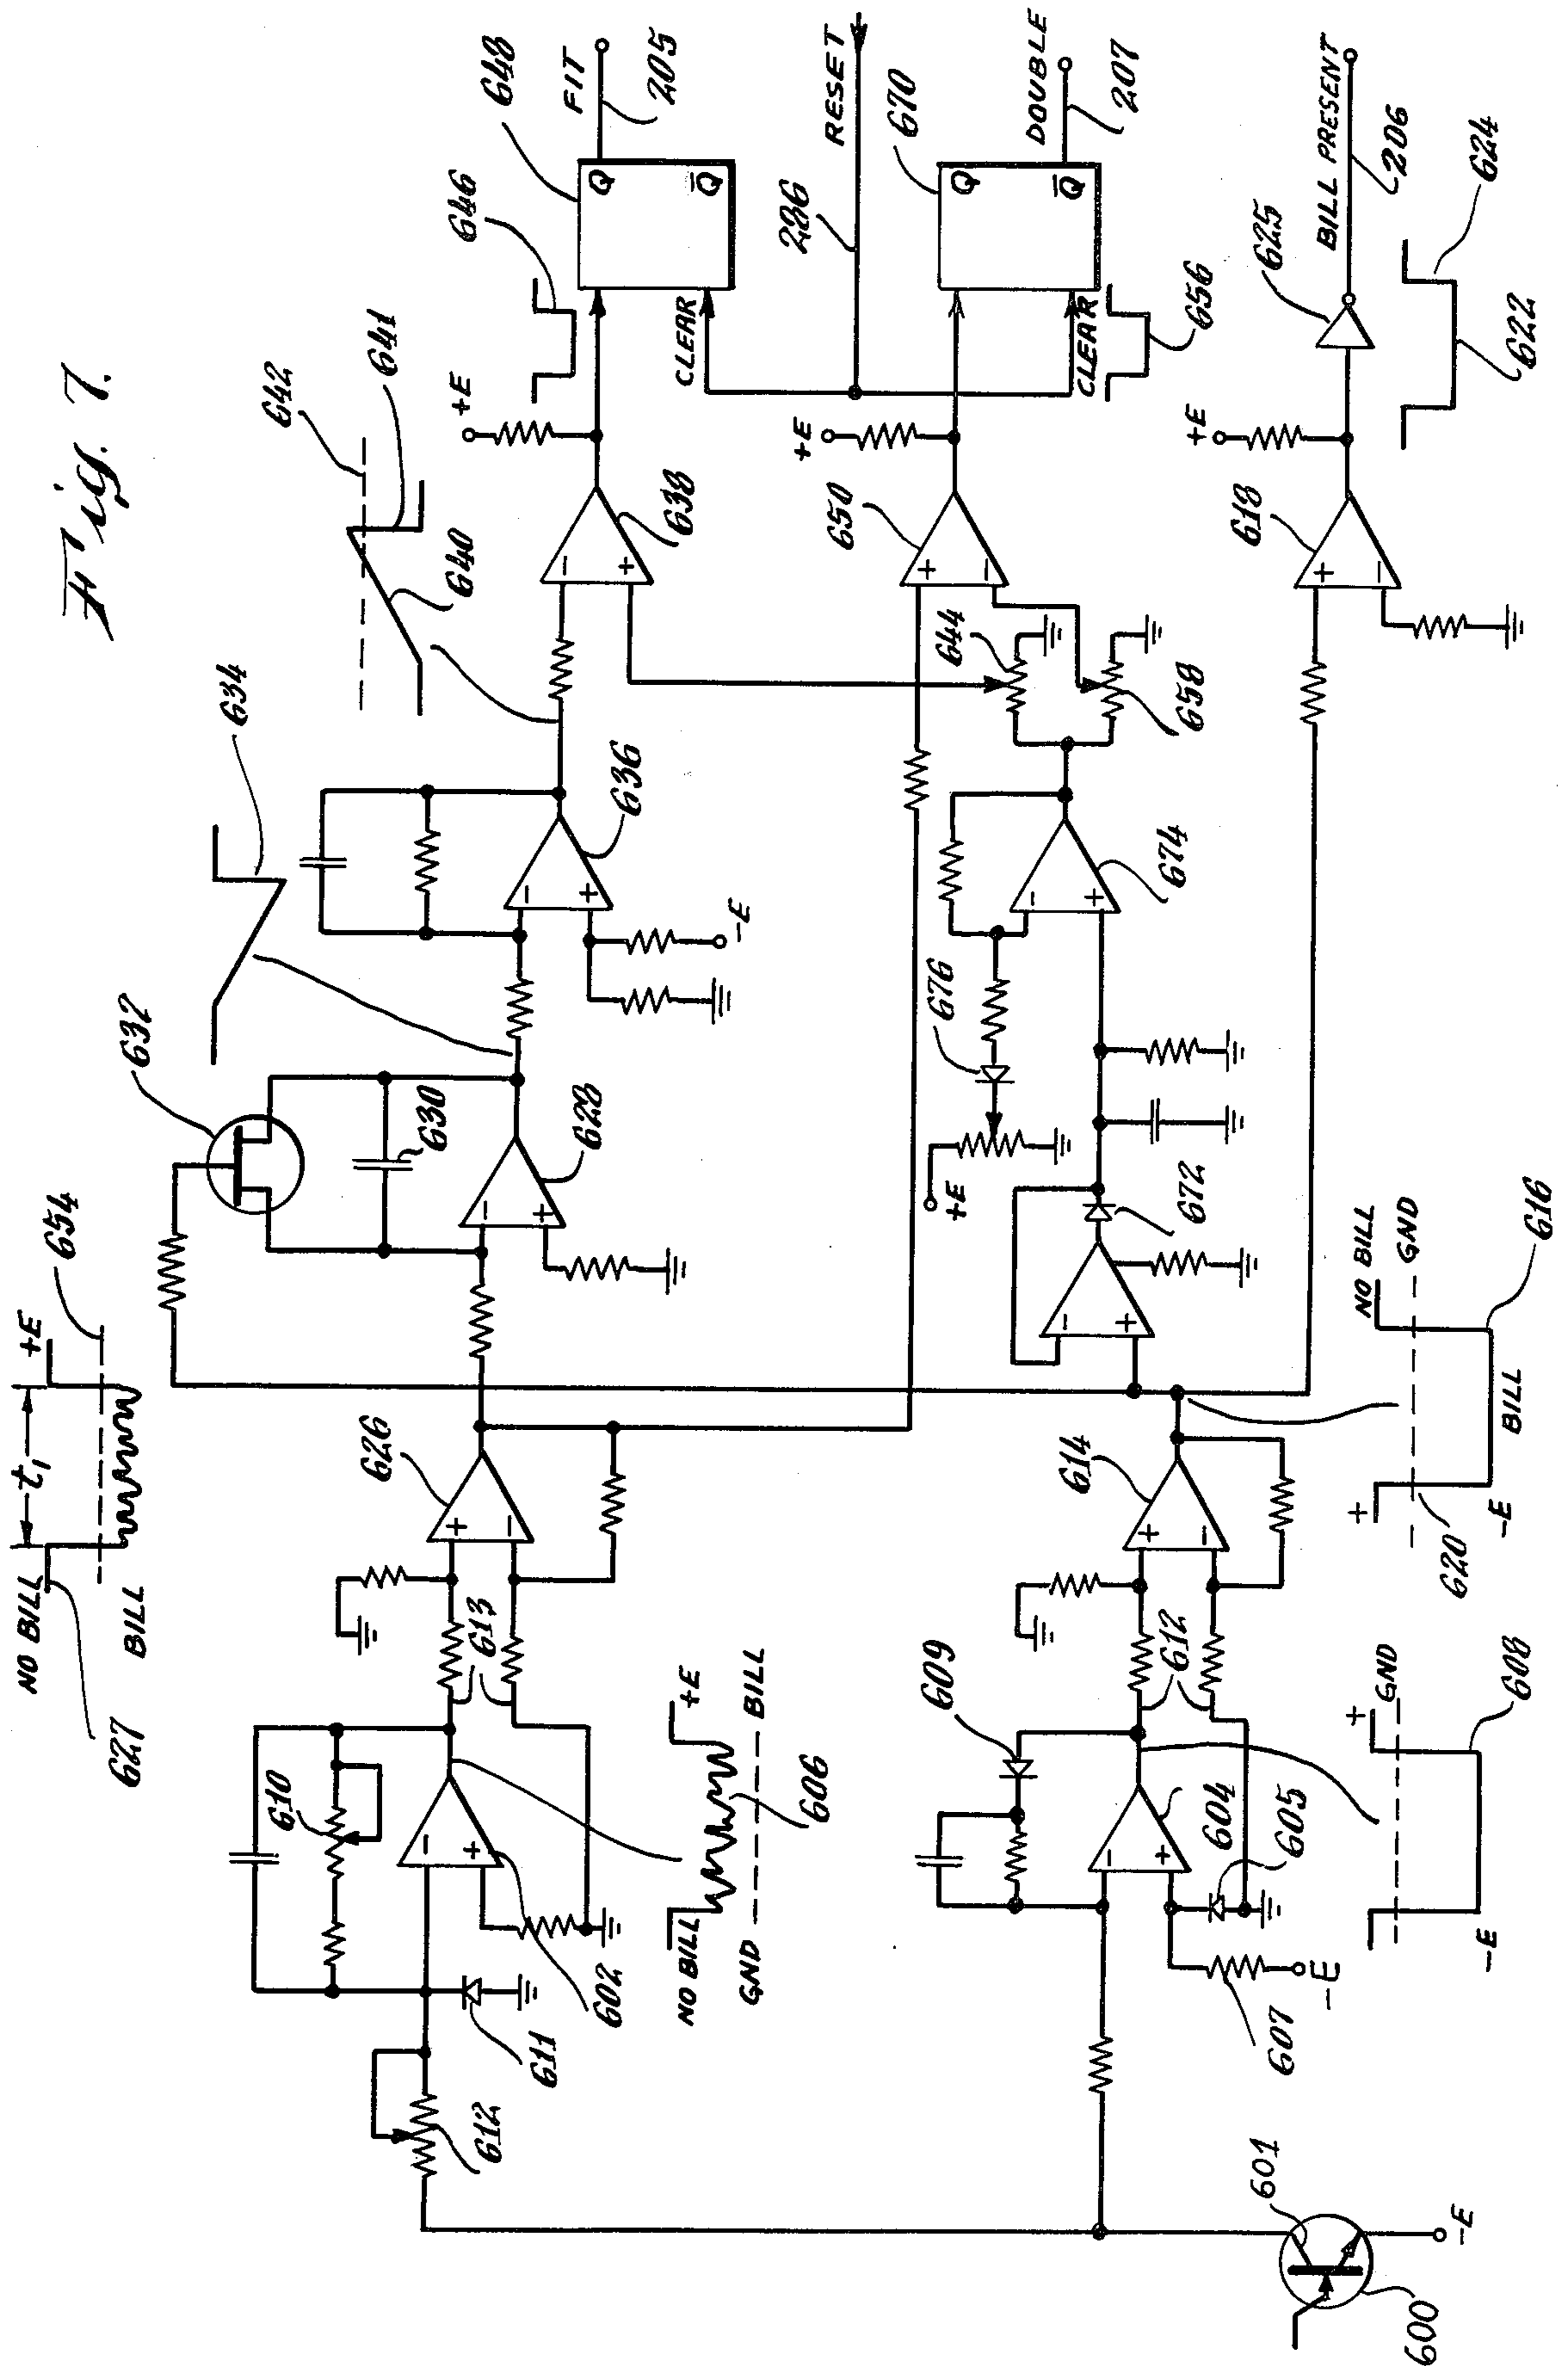 Fig. 7.
NO BILL
t₁
+E
654
627
BILL
632
634
642
641
640
646
648
FIT
205
+E
Q
Q̅
CLEAR
610
626
630
628
636
-E
638
613
612
611
602
NO BILL
+E
GND
BILL
606
RESET
286
650
+E
670
Q
Q̅
DOUBLE
207
CLEAR
656
644
658
676
+E
672
674
609
612
614
604
605
607
-E
618
+E
625
BILL PRESENT
206
622
624
+
GND
-E
608
+
NO BILL
GND
620
-E
BILL
616
601
600
-E
-
+
+
-
-
+
-
+
-
+
-
+
+
-
-
+
-
+
+
-
+
-